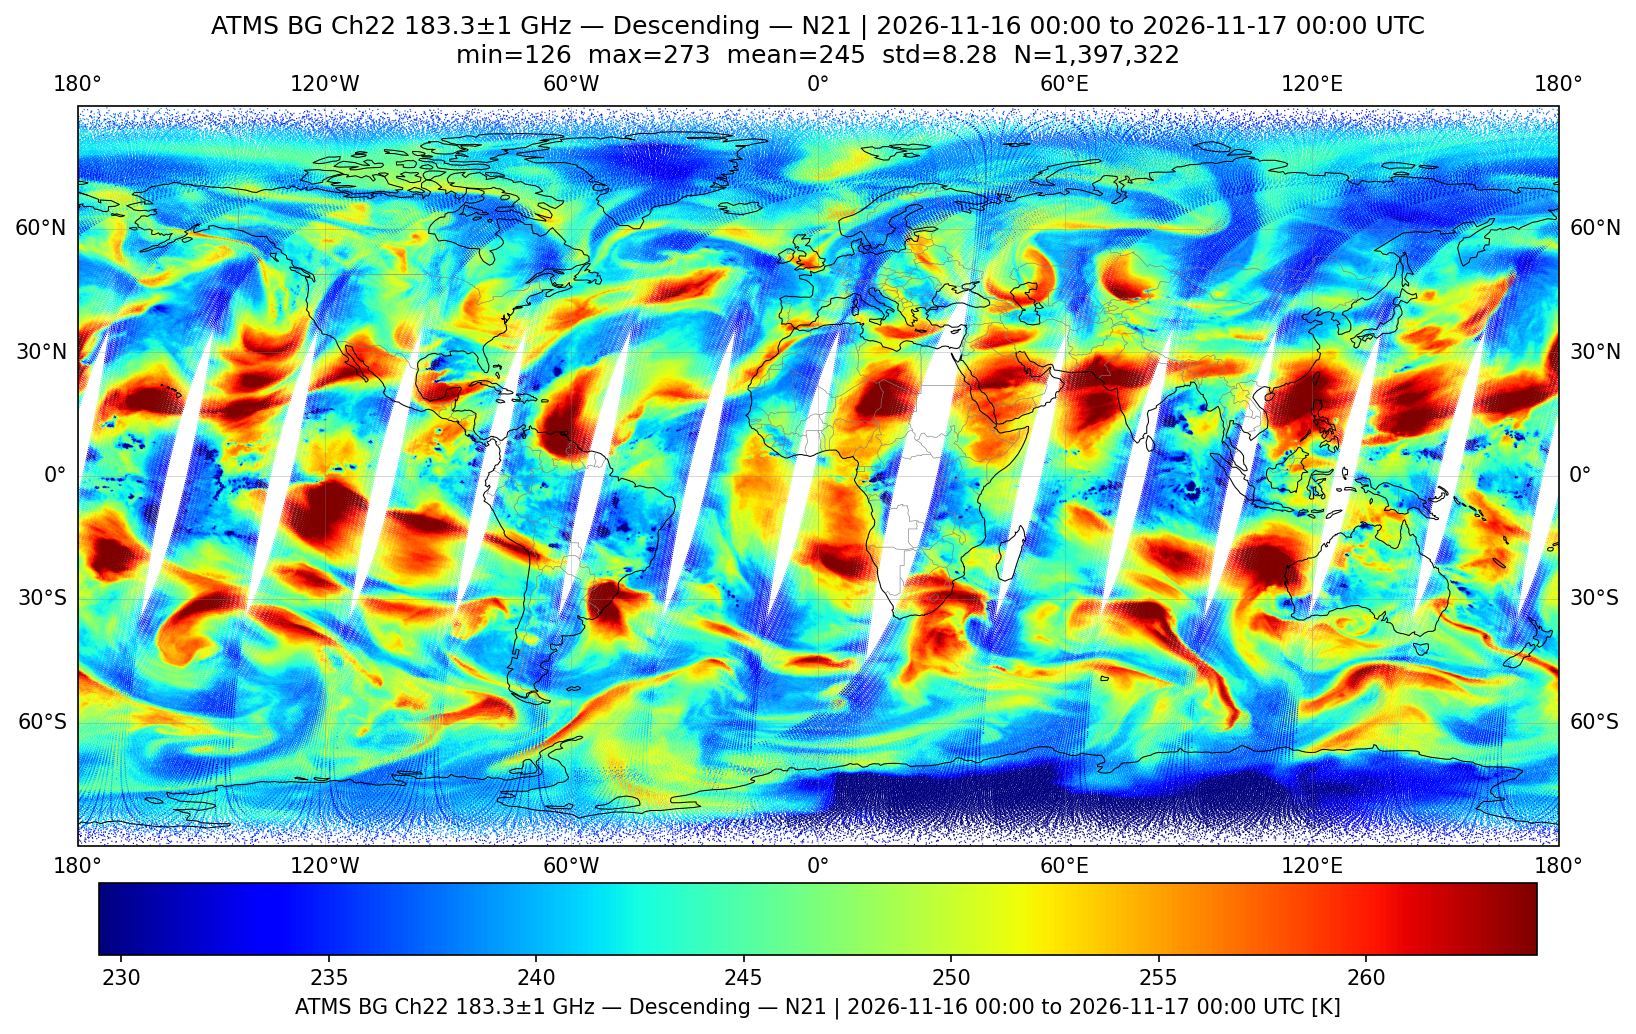 ATMS BG Ch22 183.3±1 GHz — Descending — N21 | 2026-11-16 00:00 to 2026-11-17 00:00 UTC
min=126 max=273 mean=245 std=8.28 N=1,397,322
180° 120°W 60°W 0° 60°E 120°E 180°
60°N 60°N
30°N 30°N
0° 0°
30°S 30°S
60°S 60°S
180° 120°W 60°W 0° 60°E 120°E 180°
230 235 240 245 250 255 260
ATMS BG Ch22 183.3±1 GHz — Descending — N21 | 2026-11-16 00:00 to 2026-11-17 00:00 UTC [K]